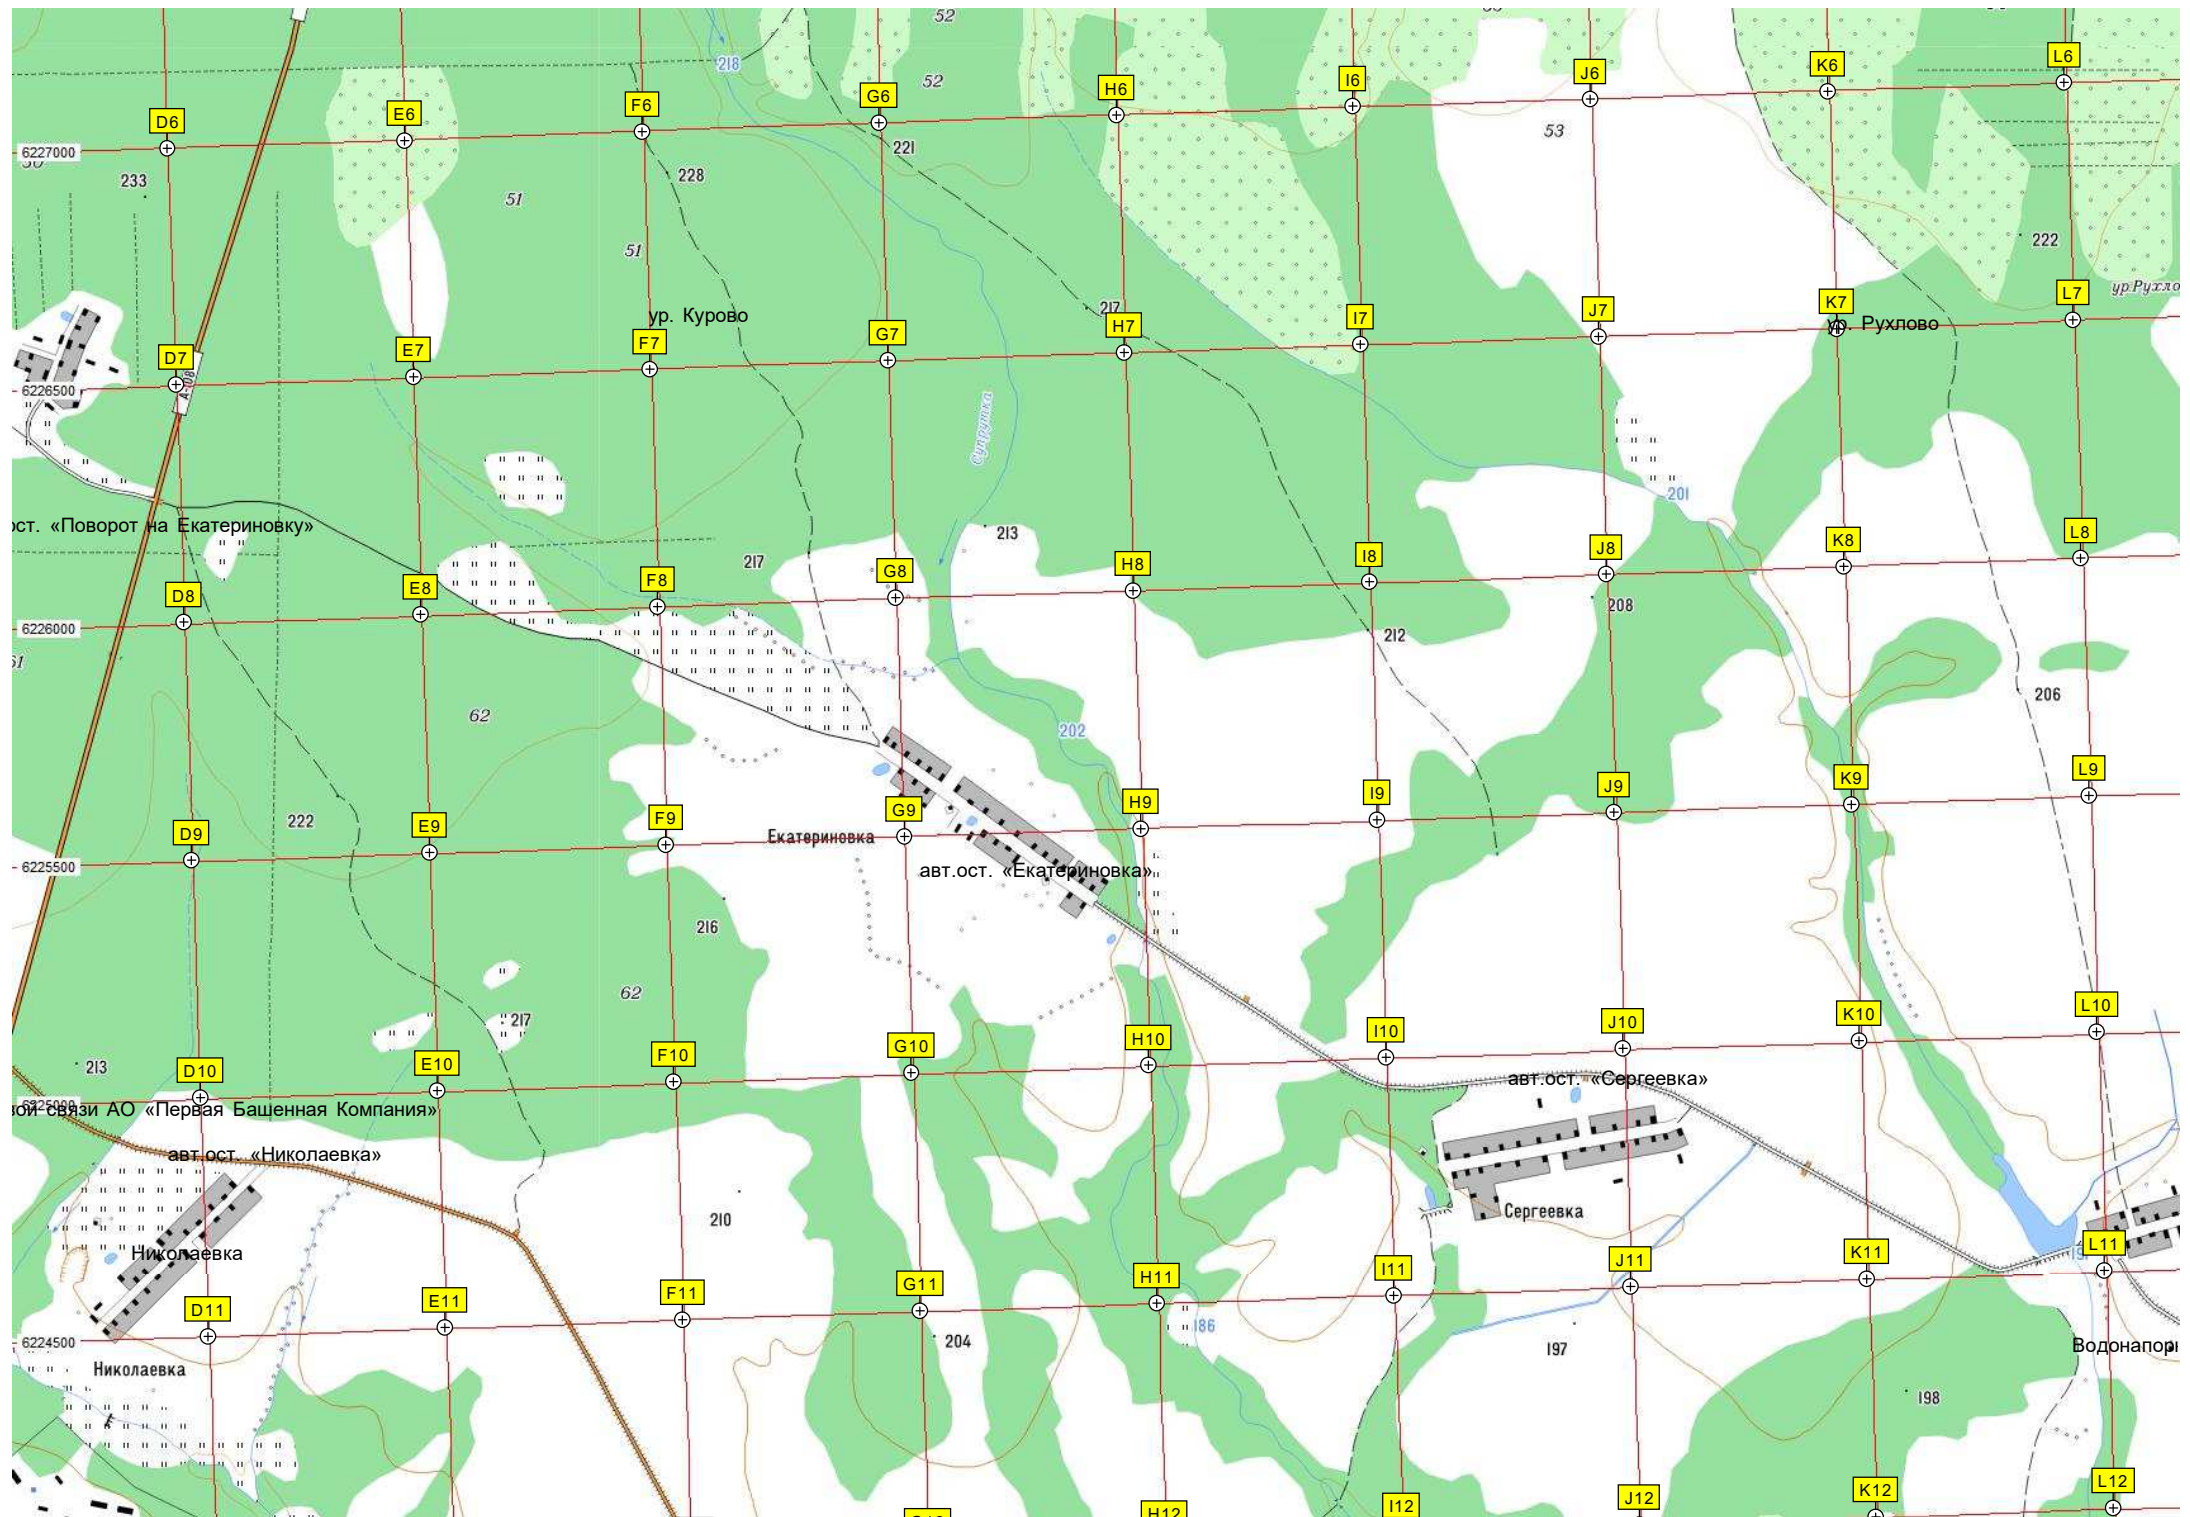 52
218
52
L6
K6
J6
I6
H6
G6
F6
E6
D6
53
6227000
221
233
228
51
222
51
ур. Рухло
L7
K7
217
J7
ур. Курово
I7
H7
ур. Рухлово
G7
F7
E7
D7
А-108
6226500
Супрутка
201
ост. «Поворот на Екатериновку»
213
L8
K8
J8
217
I8
H8
G8
F8
E8
D8
208
6226000
212
61
206
62
202
L9
K9
J9
I9
H9
G9
F9
E9
D9
222
Екатериновка
6225500
авт.ост. «Екатериновка»
216
62
217
L10
K10
J10
I10
H10
G10
F10
E10
D10
213
авт.ост. «Сергеевка»
6225000
вой связи АО «Первая Башенная Компания»
авт.ост. «Николаевка»
210
Сергеевка
L11
K11
J11
I11
H11
G11
F11
E11
D11
Николаевка
186
6224500
204
197
Водонапорн
Николаевка
198
L12
K12
J12
I12
H12
G12